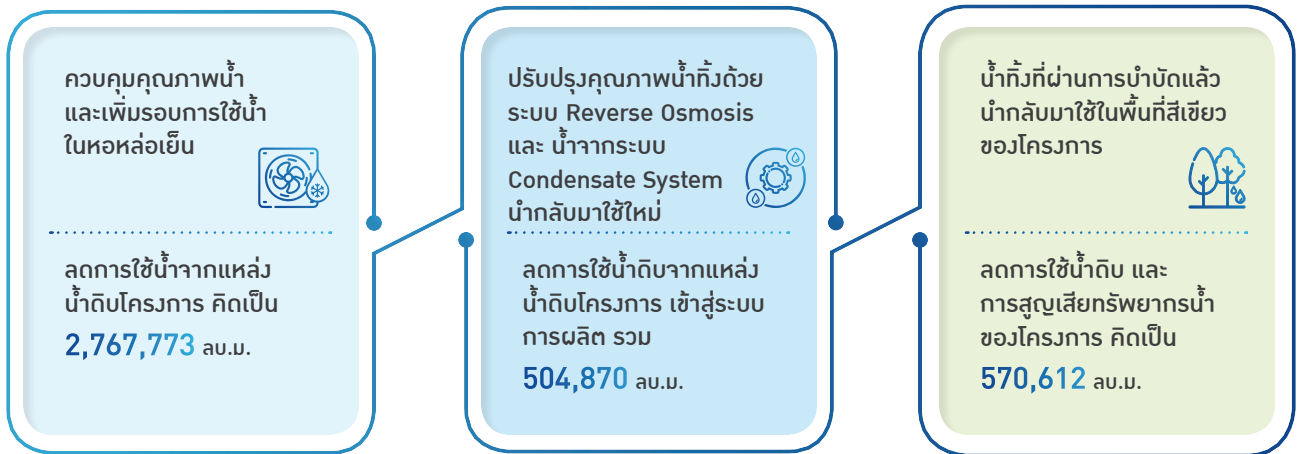 ควบคุมคุณภาพน้ำ
และเพิ่มรอบการใช้น้ำ
ในหอหล่อเย็น
ลดการใช้น้ำจากแหล่ง
น้ำดิบโครงการ คิดเป็น
2,767,773 ลบ.ม.
ปรับปรุงคุณภาพน้ำทิ้งด้วย
ระบบ Reverse Osmosis
และ น้ำจากระบบ
Condensate System
นำกลับมาใช้ใหม่
ลดการใช้น้ำดิบจากแหล่ง
น้ำดิบโครงการ เข้าสู่ระบบ
การผลิต รวม
504,870 ลบ.ม.
น้ำทิ้งที่ผ่านการบำบัดแล้ว
นำกลับมาใช้ในพื้นที่สีเขียว
ของโครงการ
ลดการใช้น้ำดิบ และ
การสูญเสียทรัพยากรน้ำ
ของโครงการ คิดเป็น
570,612 ลบ.ม.